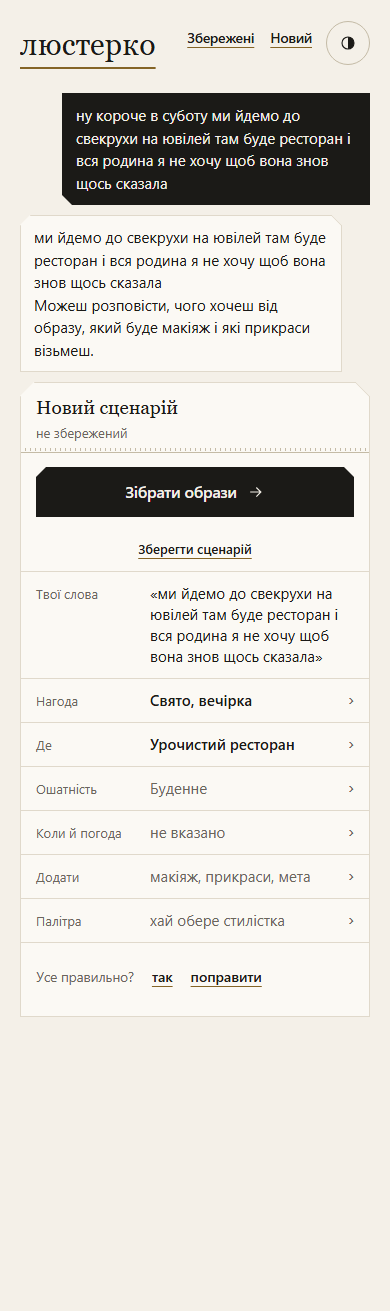 люстерко
Збережені
Новий
ну короче в суботу ми йдемо до
свекрухи на ювілей там буде ресторан і
вся родина я не хочу щоб вона знов
щось сказала
ми йдемо до свекрухи на ювілей там буде
ресторан і вся родина я не хочу щоб вона
знов щось сказала
Можеш розповісти, чого хочеш від
образу, який буде макіяж і які прикраси
візьмеш.
Новий сценарій
не збережений
Зібрати образи →
Зберегти сценарій
Твої слова
«ми йдемо до свекрухи на
ювілей там буде ресторан і
вся родина я не хочу щоб
вона знов щось сказала»
Нагода Свято, вечірка
Де Урочистий ресторан
Ошатність Буденне
Коли й погода не вказано
Додати макіяж, прикраси, мета
Палітра хай обере стилістка
Усе правильно? так поправити